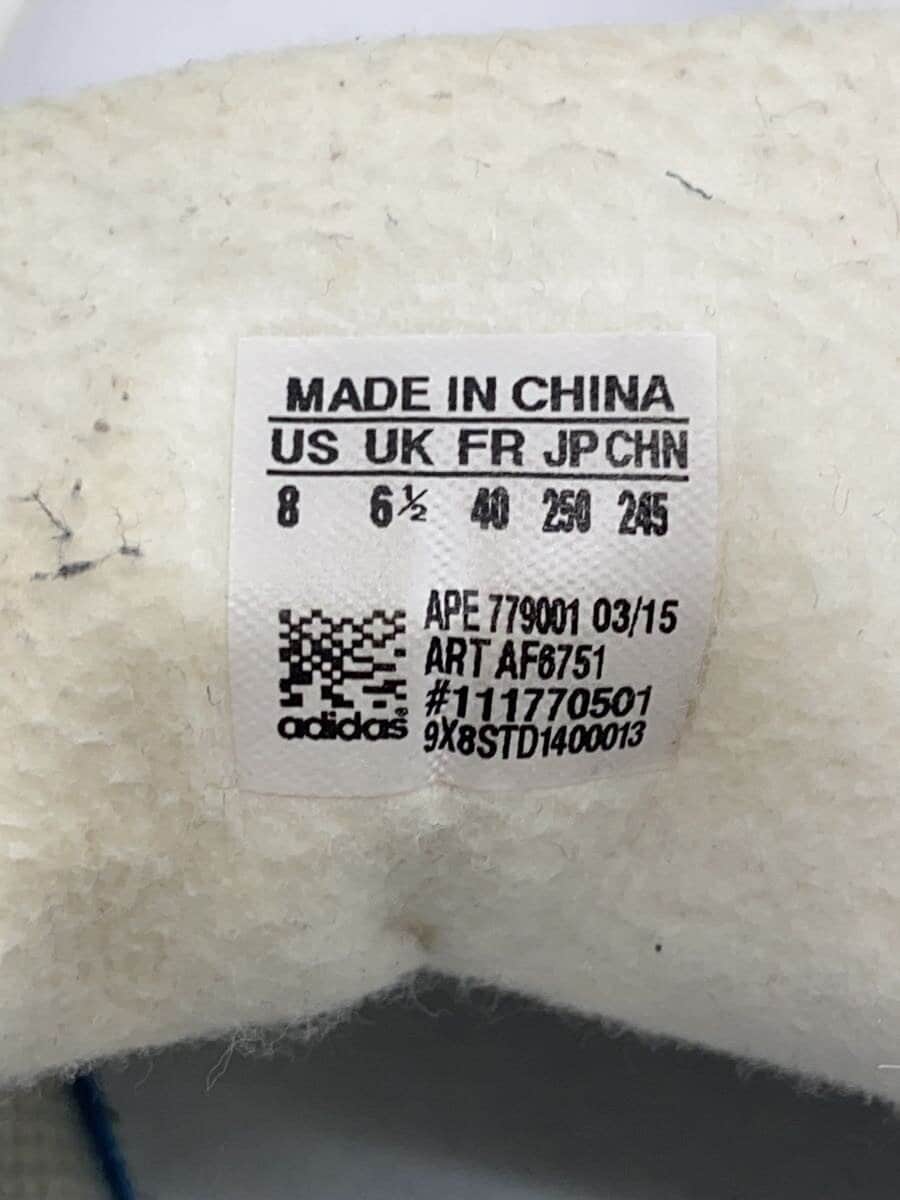 MADE IN CHINA
US UK FR JP CHN
8 6½ 40 250 245
APE 779001 03/15
ART AF6751
#111770501
adidas®
9X8STD1400013